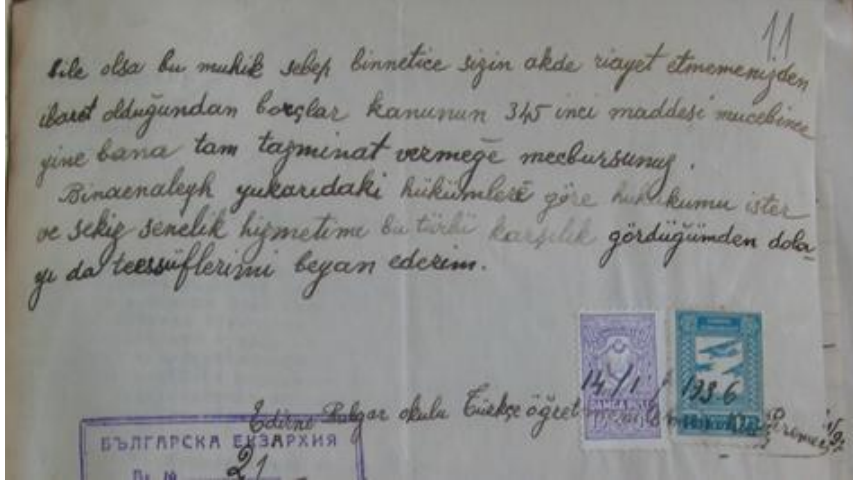 11
bile olsa bu muhik sebep binnetice sizin akde riayet etmemenizden
ibaret olduğundan borçlar kanunun 345 inci maddesi mucebince
yine bana tam tazminat vermeğe mecbursunuz.
Binaenaleyh yukarıdaki hükümlere göre hukukumu ister
ve sekiz senelik hizmetime bu türlü karşılık gördüğümden dola-
yı da teessüflerimi beyan ederim.
14/1 1936
Edirne Bulgar okulu Türkçe öğret
БЪЛГАРСКА ЕКЗАРХИЯ
21